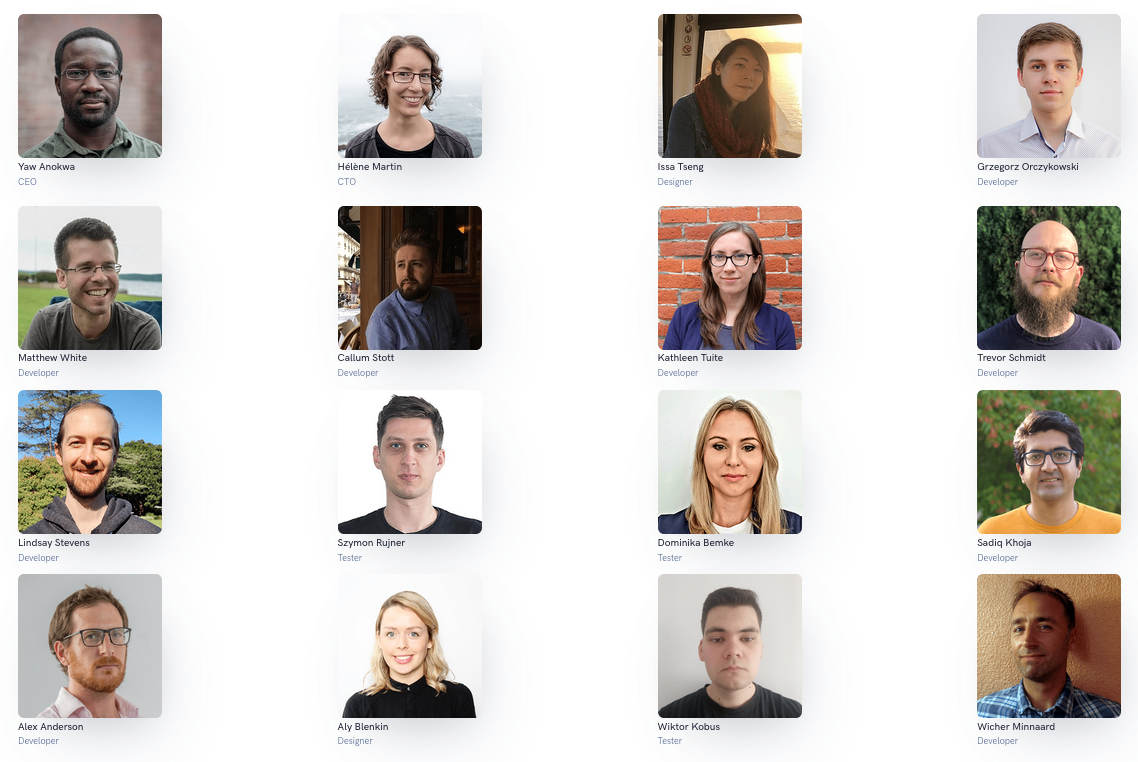 Yaw Anokwa
CEO
Hélène Martin
CTO
Issa Tseng
Designer
Grzegorz Orczykowski
Developer
Matthew White
Developer
Callum Stott
Developer
Kathleen Tuite
Developer
Trevor Schmidt
Developer
Lindsay Stevens
Developer
Szymon Rujner
Tester
Dominika Bemke
Tester
Sadiq Khoja
Developer
Alex Anderson
Developer
Aly Blenkin
Designer
Wiktor Kobus
Tester
Wicher Minnaard
Developer